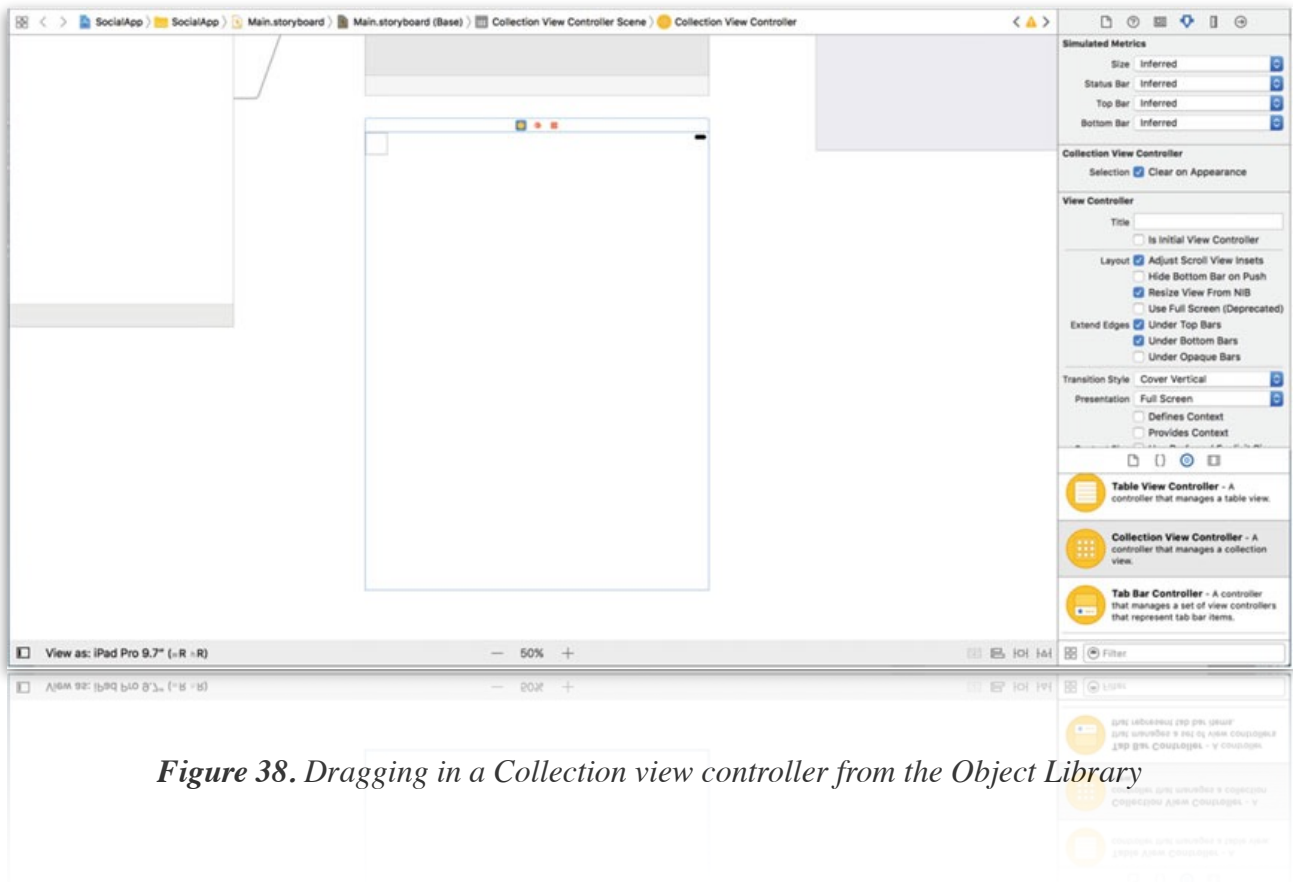 SocialApp › SocialApp › Main.storyboard › Main.storyboard (Base) › Collection View Controller Scene › Collection View Controller
Simulated Metrics
Size Inferred
Status Bar Inferred
Top Bar Inferred
Bottom Bar Inferred
Collection View Controller
Selection Clear on Appearance
View Controller
Title
Is Initial View Controller
Layout Adjust Scroll View Insets
Hide Bottom Bar on Push
Resize View From NIB
Use Full Screen (Deprecated)
Extend Edges Under Top Bars
Under Bottom Bars
Under Opaque Bars
Transition Style Cover Vertical
Presentation Full Screen
Defines Context
Provides Context
Table View Controller - A
controller that manages a table view.
Collection View Controller - A
controller that manages a collection
view.
Tab Bar Controller - A controller
that manages a set of view controllers
that represent tab bar items.
View as: iPad Pro 9.7" ( R R)
— 50% +
Filter
Figure 38. Dragging in a Collection view controller from the Object Library